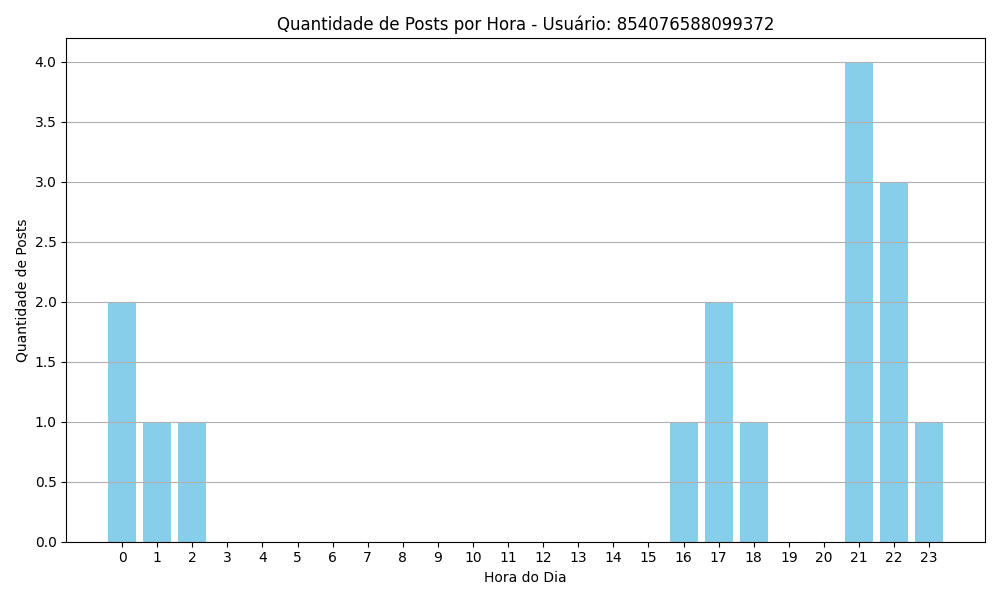 Quantidade de Posts por Hora - Usuário: 854076588099372
Quantidade de Posts
4.0
3.5
3.0
2.5
2.0
1.5
1.0
0.5
0.0
0 1 2 3 4 5 6 7 8 9 10 11 12 13 14 15 16 17 18 19 20 21 22 23
Hora do Dia